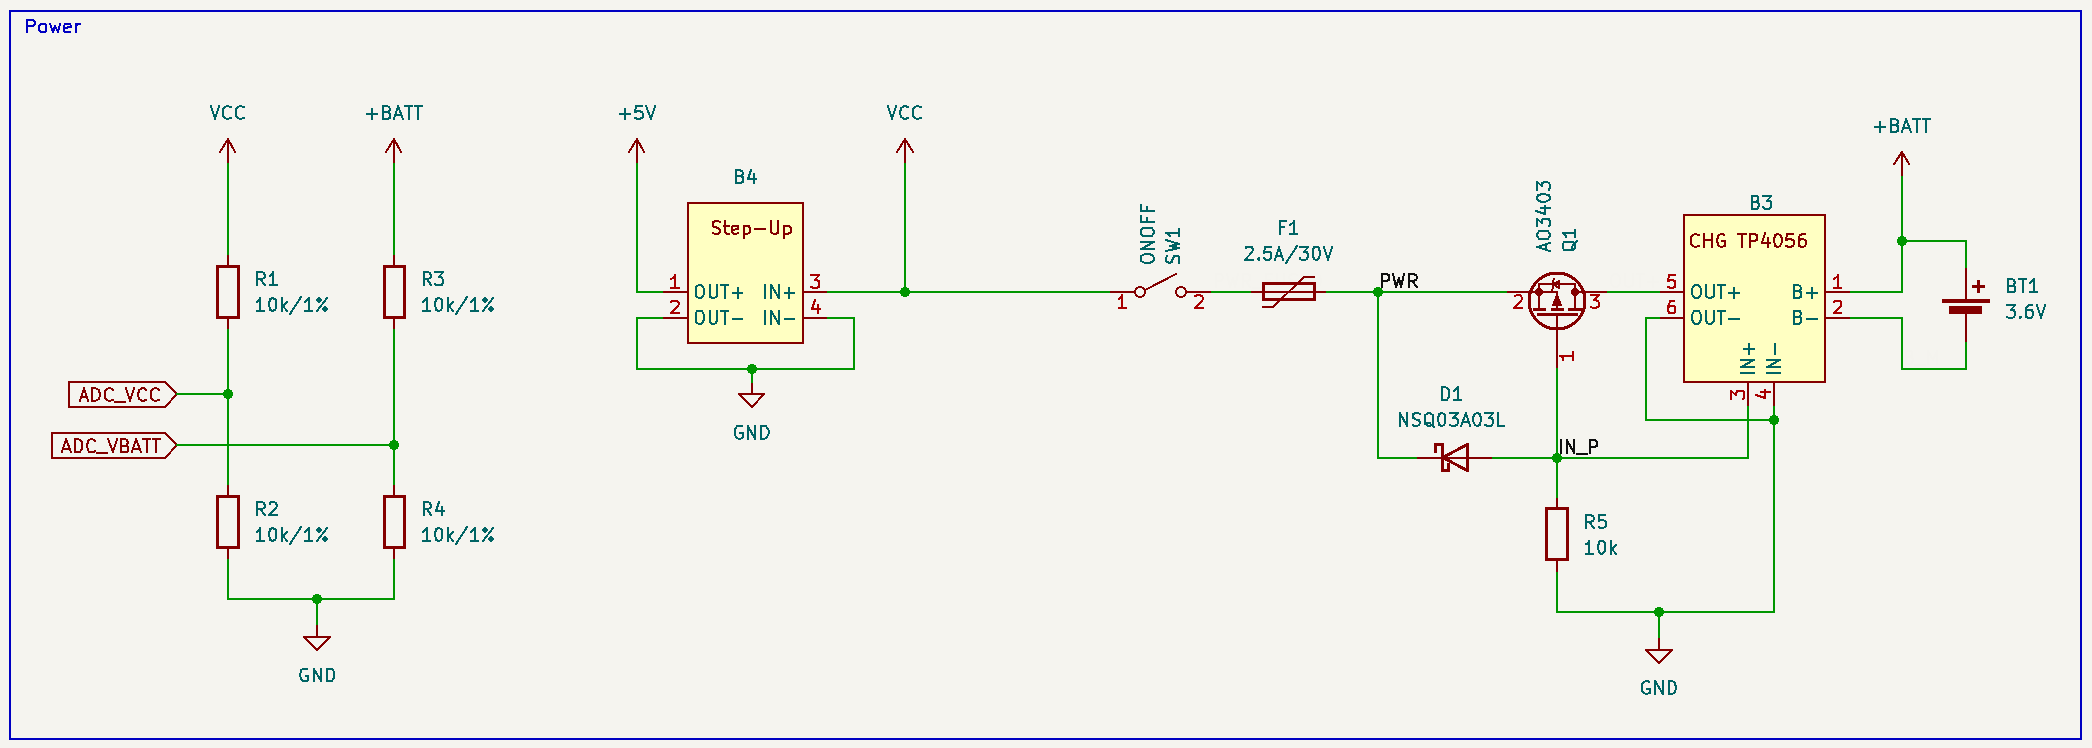 Power
VCC
+BATT
R1
10k/1%
R3
10k/1%
ADC_VCC
ADC_VBATT
R2
10k/1%
R4
10k/1%
GND
+5V
VCC
B4
Step-Up
1
OUT+
IN+
3
2
OUT-
IN-
4
GND
ONOFF
SW1
1
2
F1
2.5A/30V
PWR
AO3403
Q1
2
3
1
D1
NSQ03A03L
IN_P
R5
10k
GND
B3
CHG TP4056
5
OUT+
B+
1
6
OUT-
B-
2
IN+
IN-
3
4
+BATT
+
BT1
3.6V